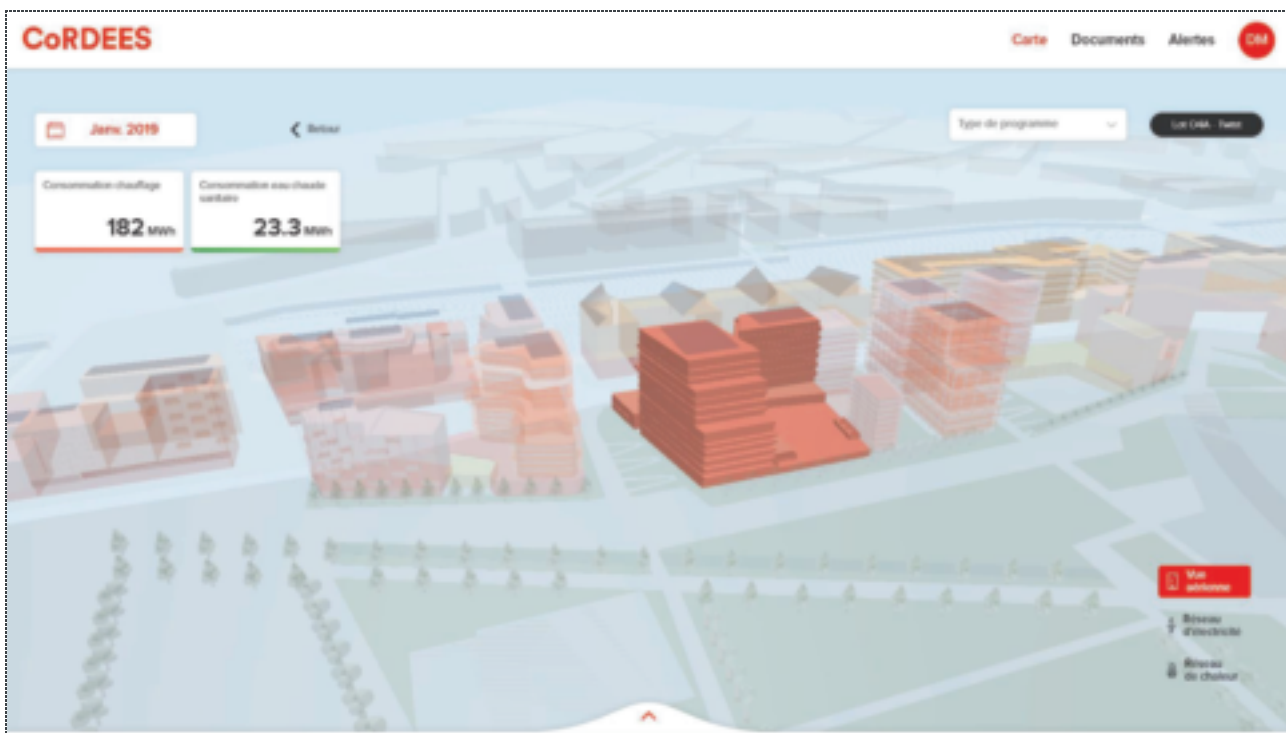 CoRDEES
Carte Documents Alertes DM
Janv. 2019
Retour
Type de programme
Consommation chauffage
182 MWh
Consommation eau chaude
sanitaire
23.3 MWh
Vue
aérienne
Réseau
d'électricité
Réseau
de chaleur